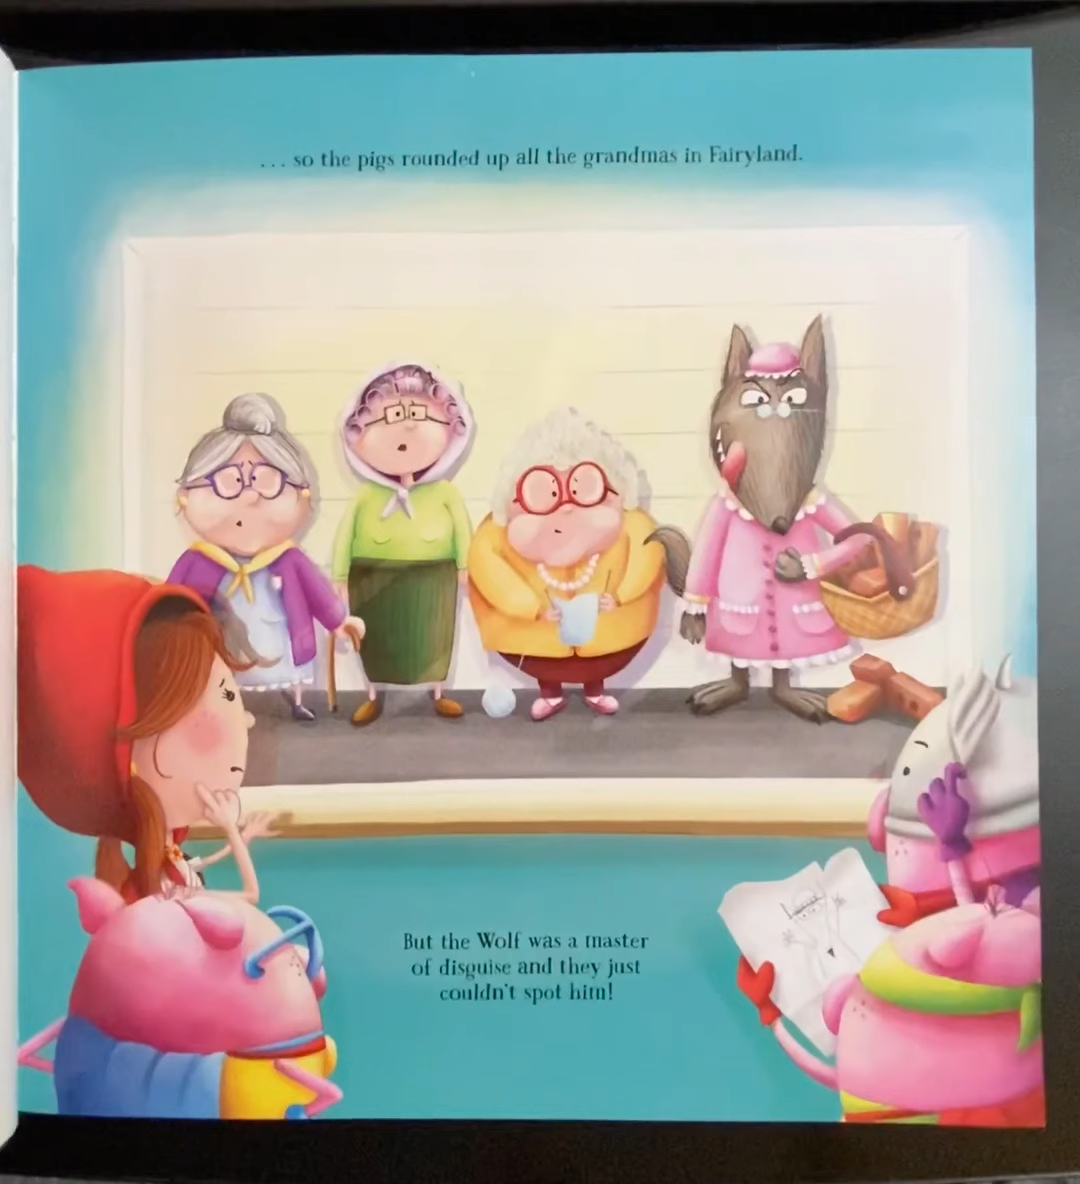 ... so the pigs rounded up all the grandmas in Fairyland.
But the Wolf was a master
of disguise and they just
couldn't spot him!